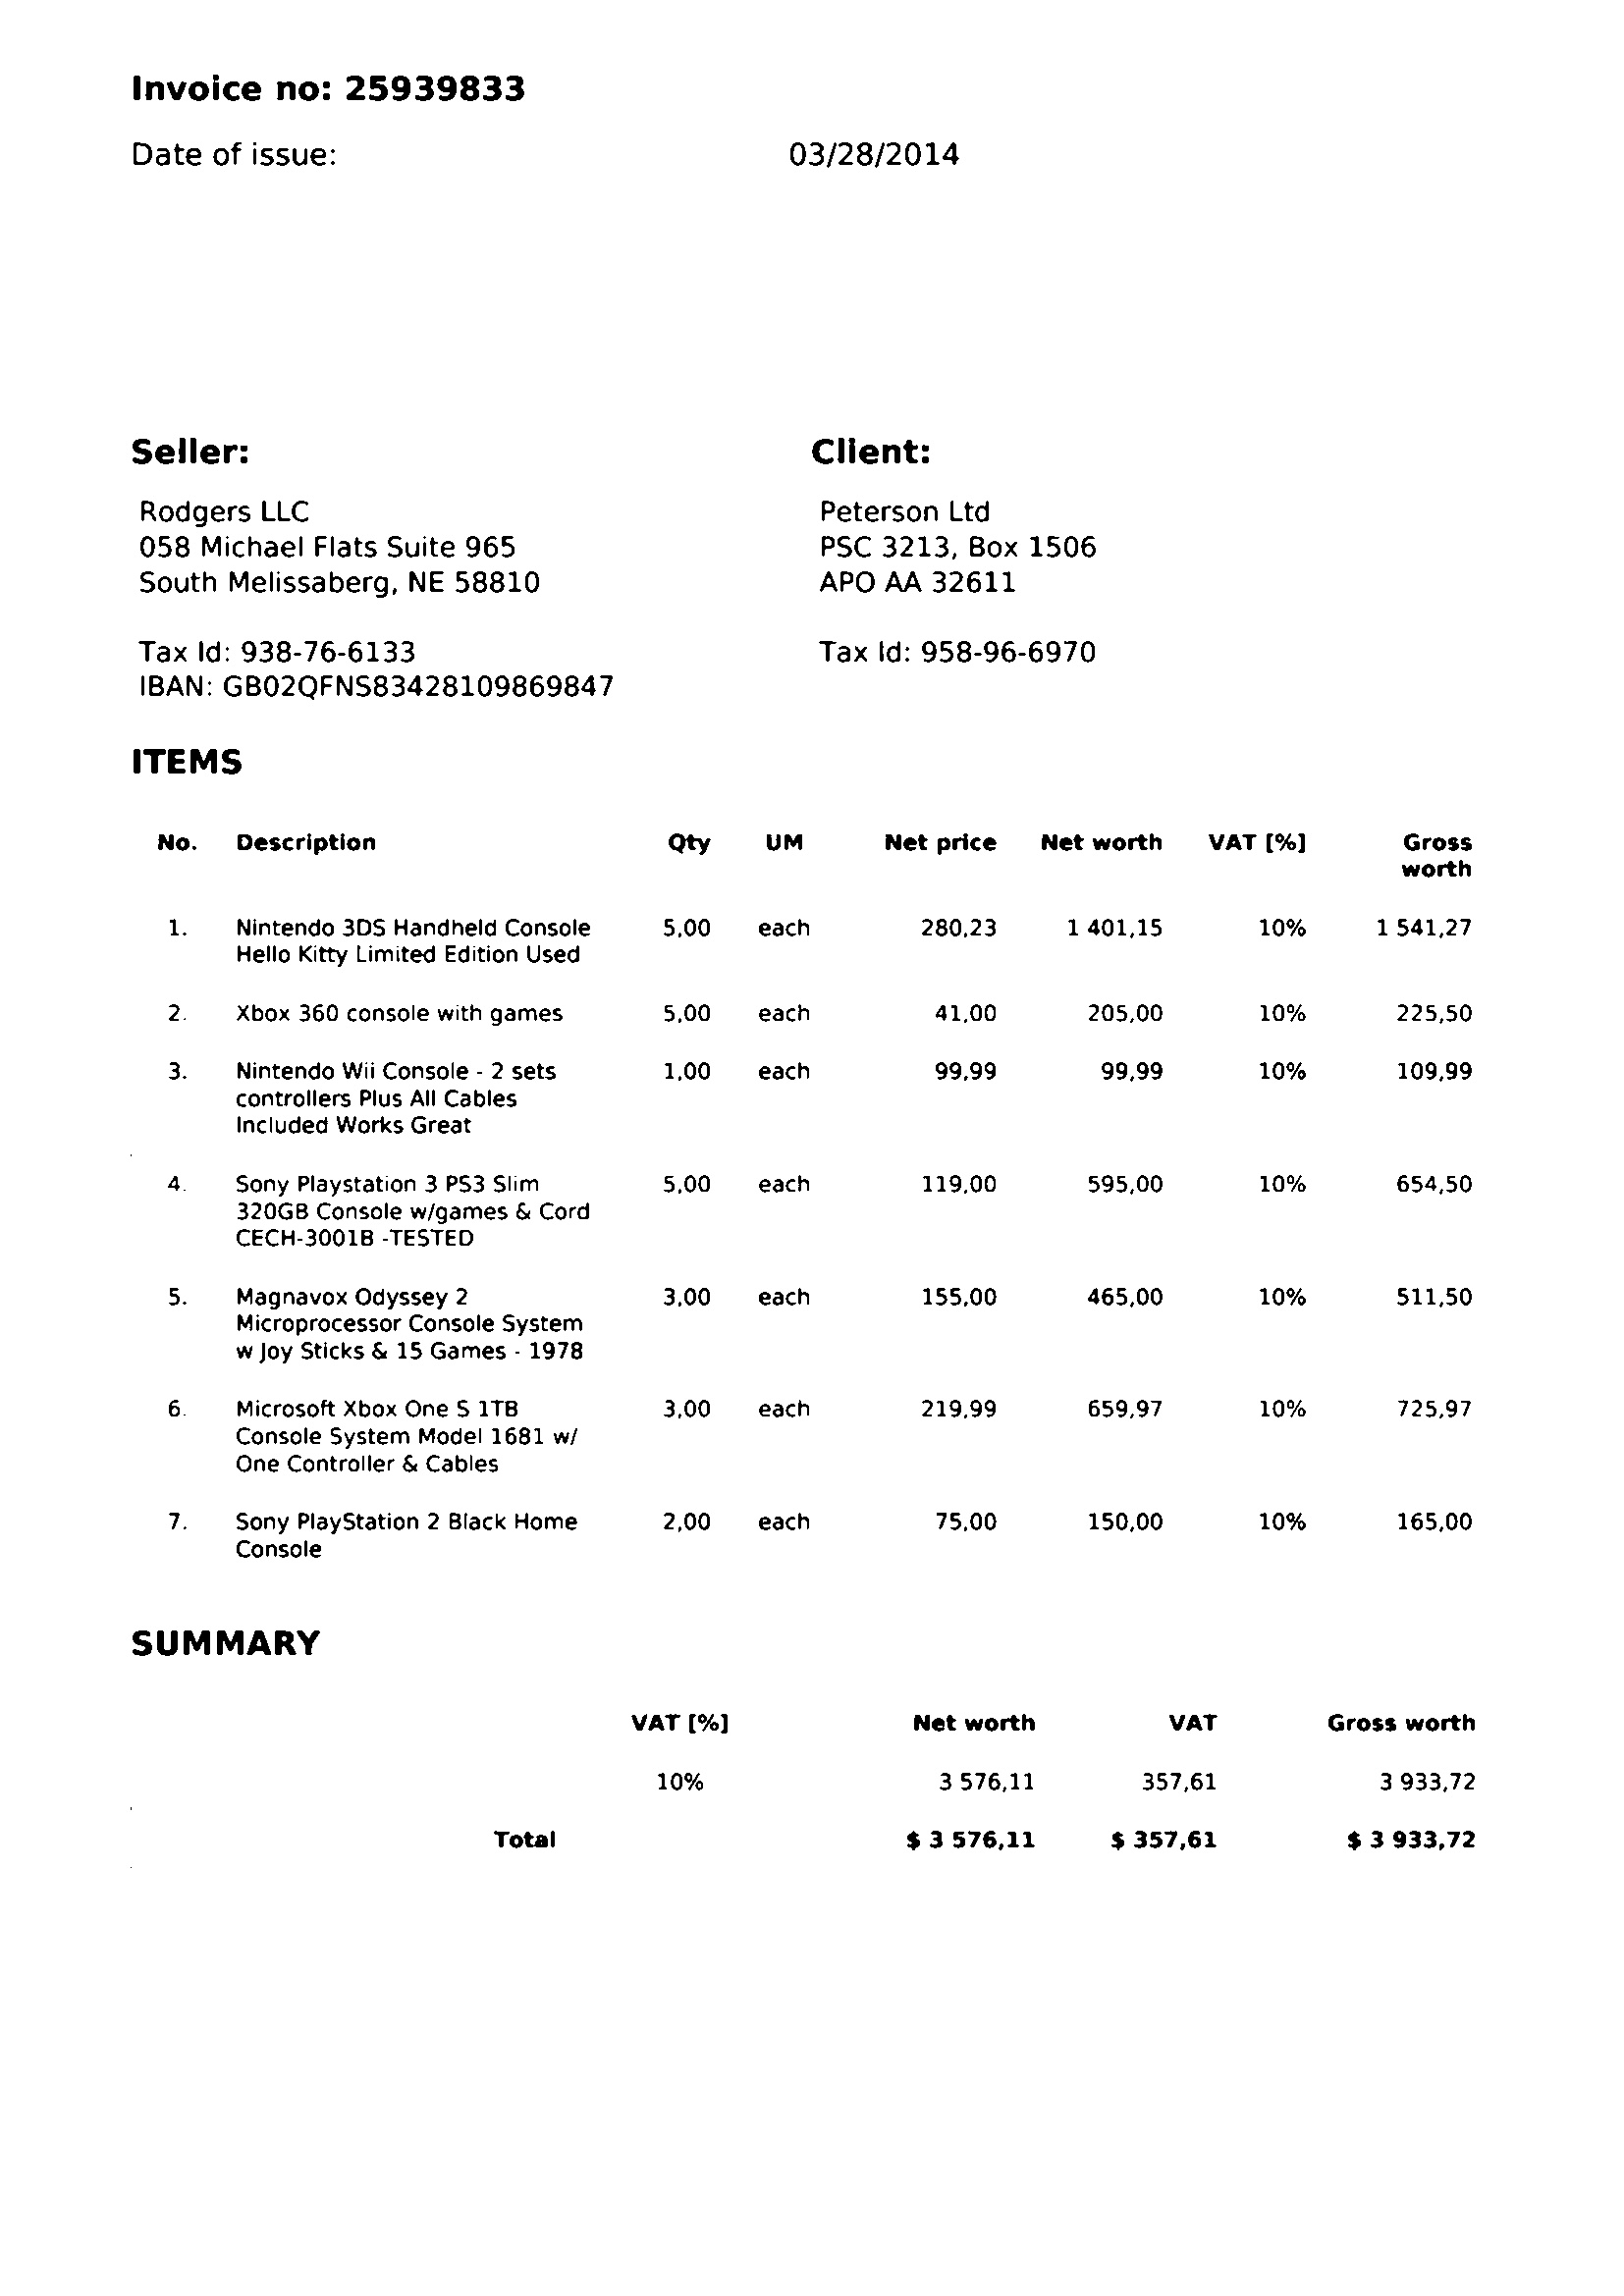 Invoice no: 25939833
Date of issue: 03/28/2014
Seller: Client:
Rodgers LLC Peterson Ltd
058 Michael Flats Suite 965 PSC 3213, Box 1506
South Melissaberg, NE 58810 APO AA 32611
Tax Id: 938-76-6133 Tax Id: 958-96-6970
IBAN: GB02QFNS83428109869847
ITEMS
No. Description Qty UM Net price Net worth VAT [%] Gross
worth
1. Nintendo 3DS Handheld Console 5,00 each 280,23 1 401,15 10% 1 541,27
Hello Kitty Limited Edition Used
2. Xbox 360 console with games 5,00 each 41,00 205,00 10% 225,50
3. Nintendo Wii Console - 2 sets 1,00 each 99,99 99,99 10% 109,99
controllers Plus All Cables
Included Works Great
4. Sony Playstation 3 PS3 Slim 5,00 each 119,00 595,00 10% 654,50
320GB Console w/games & Cord
CECH-3001B -TESTED
5. Magnavox Odyssey 2 3,00 each 155,00 465,00 10% 511,50
Microprocessor Console System
w Joy Sticks & 15 Games - 1978
6. Microsoft Xbox One S 1TB 3,00 each 219,99 659,97 10% 725,97
Console System Model 1681 w/
One Controller & Cables
7. Sony PlayStation 2 Black Home 2,00 each 75,00 150,00 10% 165,00
Console
SUMMARY
VAT [%] Net worth VAT Gross worth
10% 3 576,11 357,61 3 933,72
Total $ 3 576,11 $ 357,61 $ 3 933,72